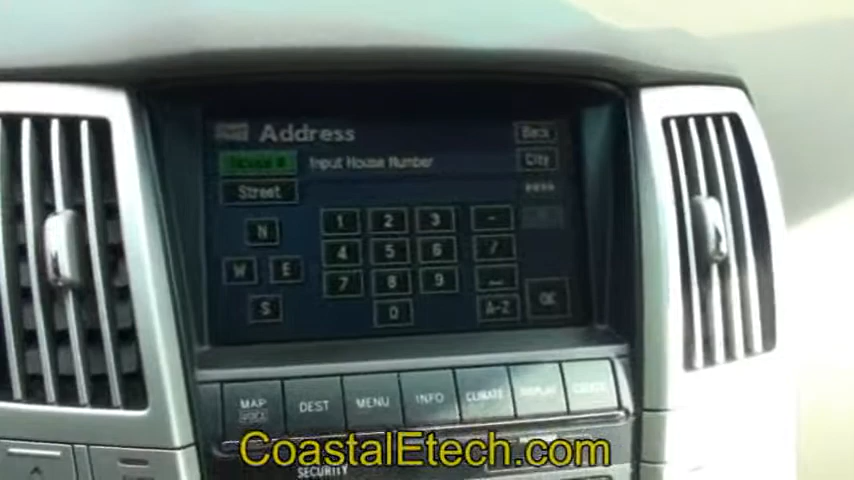 Address
Back
House #
Input House Number
City
Street
N
1
2
3
-
W
E
4
5
6
/
7
8
9
S
0
A-Z
OK
MAP
VOICE
DEST
MENU
INFO
CLIMATE
DISPLAY
CoastalEtech.com
SECURITY